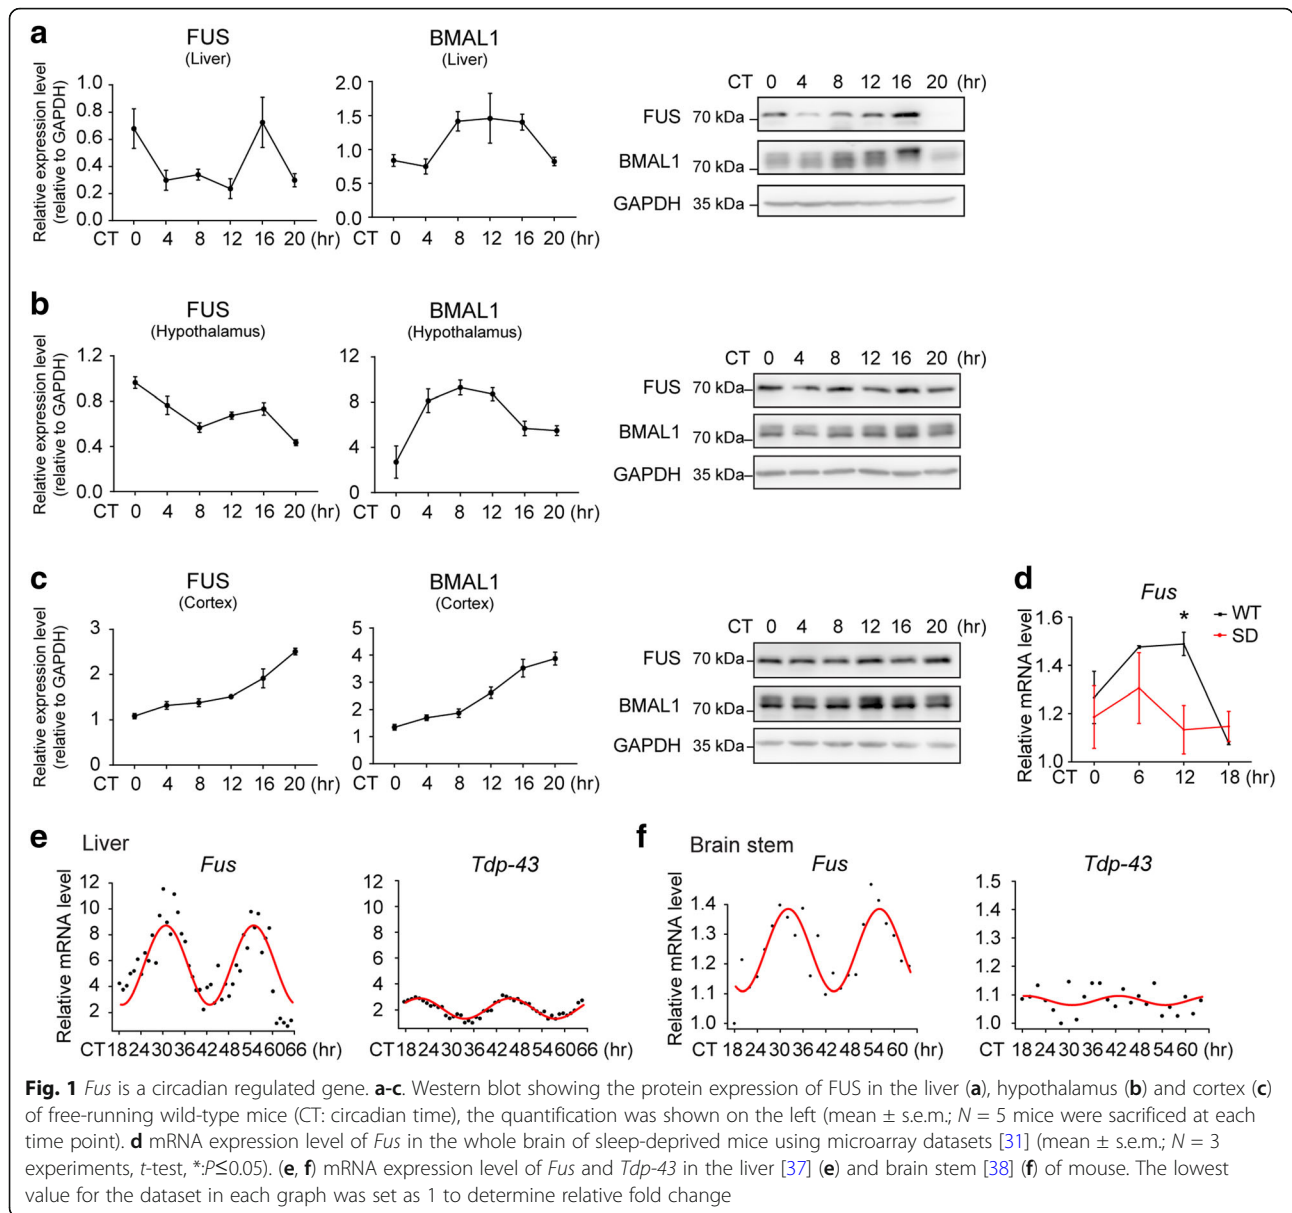 a
FUS
(Liver)
Relative expression level
(relative to GAPDH)
1.0
0.8
0.6
0.4
0.2
0.0
CT 0 4 8 12 16 20 (hr)
BMAL1
(Liver)
2.0
1.5
1.0
0.5
0.0
0 4 8 12 16 20 (hr)
CT 0 4 8 12 16 20 (hr)
FUS 70 kDa
BMAL1 70 kDa
GAPDH 35 kDa
b
FUS
(Hypothalamus)
Relative expression level
(relative to GAPDH)
1.2
0.8
0.4
0.0
CT 0 4 8 12 16 20 (hr)
BMAL1
(Hypothalamus)
12
8
4
0
CT 0 4 8 12 16 20 (hr)
CT 0 4 8 12 16 20 (hr)
FUS 70 kDa
BMAL1 70 kDa
GAPDH 35 kDa
c
FUS
(Cortex)
Relative expression level
(relative to GAPDH)
3
2
1
0
CT 0 4 8 12 16 20 (hr)
BMAL1
(Cortex)
5
4
3
2
1
0
CT 0 4 8 12 16 20 (hr)
CT 0 4 8 12 16 20 (hr)
FUS 70 kDa
BMAL1 70 kDa
GAPDH 35 kDa
d
Fus
WT
SD
*
Relative mRNA level
1.6
1.4
1.2
1.0
CT 0 6 12 18 (hr)
e Liver
Fus
Relative mRNA level
12
10
8
6
4
2
CT 18 24 30 36 42 48 54 60 66 (hr)
Tdp-43
12
10
8
6
4
2
CT 18 24 30 36 42 48 54 60 66 (hr)
f Brain stem
Fus
Relative mRNA level
1.4
1.3
1.2
1.1
1.0
CT 18 24 30 36 42 48 54 60 (hr)
Tdp-43
1.5
1.4
1.3
1.2
1.1
1.0
CT 18 24 30 36 42 48 54 60 (hr)
Fig. 1 Fus is a circadian regulated gene. a-c. Western blot showing the protein expression of FUS in the liver (a), hypothalamus (b) and cortex (c)
of free-running wild-type mice (CT: circadian time), the quantification was shown on the left (mean ± s.e.m.; N = 5 mice were sacrificed at each
time point). d mRNA expression level of Fus in the whole brain of sleep-deprived mice using microarray datasets [31] (mean ± s.e.m.; N = 3
experiments, t-test, *:P≤0.05). (e, f) mRNA expression level of Fus and Tdp-43 in the liver [37] (e) and brain stem [38] (f) of mouse. The lowest
value for the dataset in each graph was set as 1 to determine relative fold change